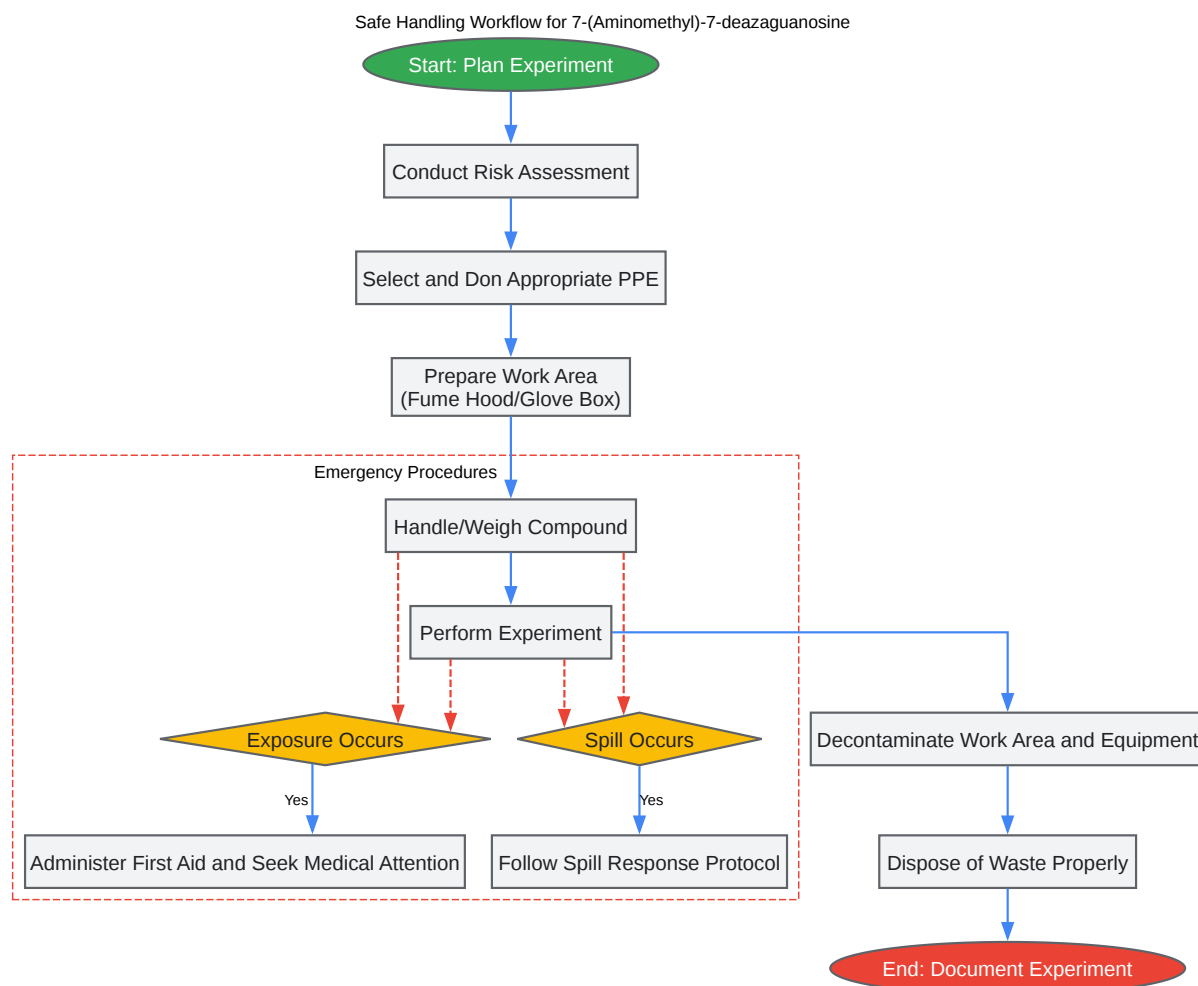 Safe Handling Workflow for 7-(Aminomethyl)-7-deazaguanosine
Start: Plan Experiment
Conduct Risk Assessment
Select and Don Appropriate PPE
Prepare Work Area
(Fume Hood/Glove Box)
Emergency Procedures
Handle/Weigh Compound
Perform Experiment
Exposure Occurs
Spill Occurs
Decontaminate Work Area and Equipment
Yes
Yes
Administer First Aid and Seek Medical Attention
Follow Spill Response Protocol
Dispose of Waste Properly
End: Document Experiment